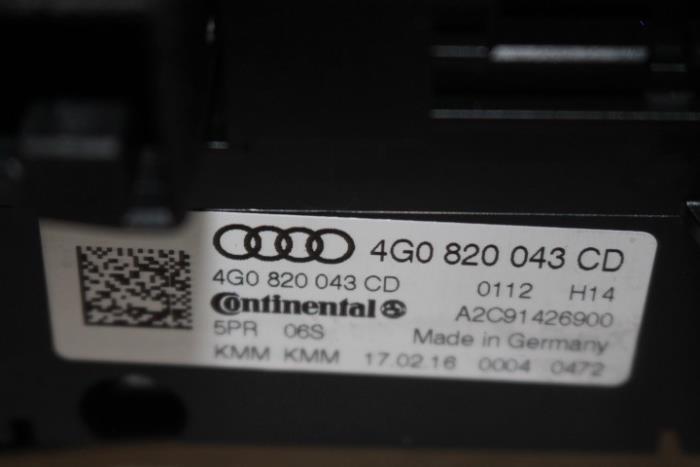 4G0 820 043 CD
4G0 820 043 CD 0112 H14
Continental A2C91426900
5PR 06S Made in Germany
KMM KMM 17.02.16 0004 0472